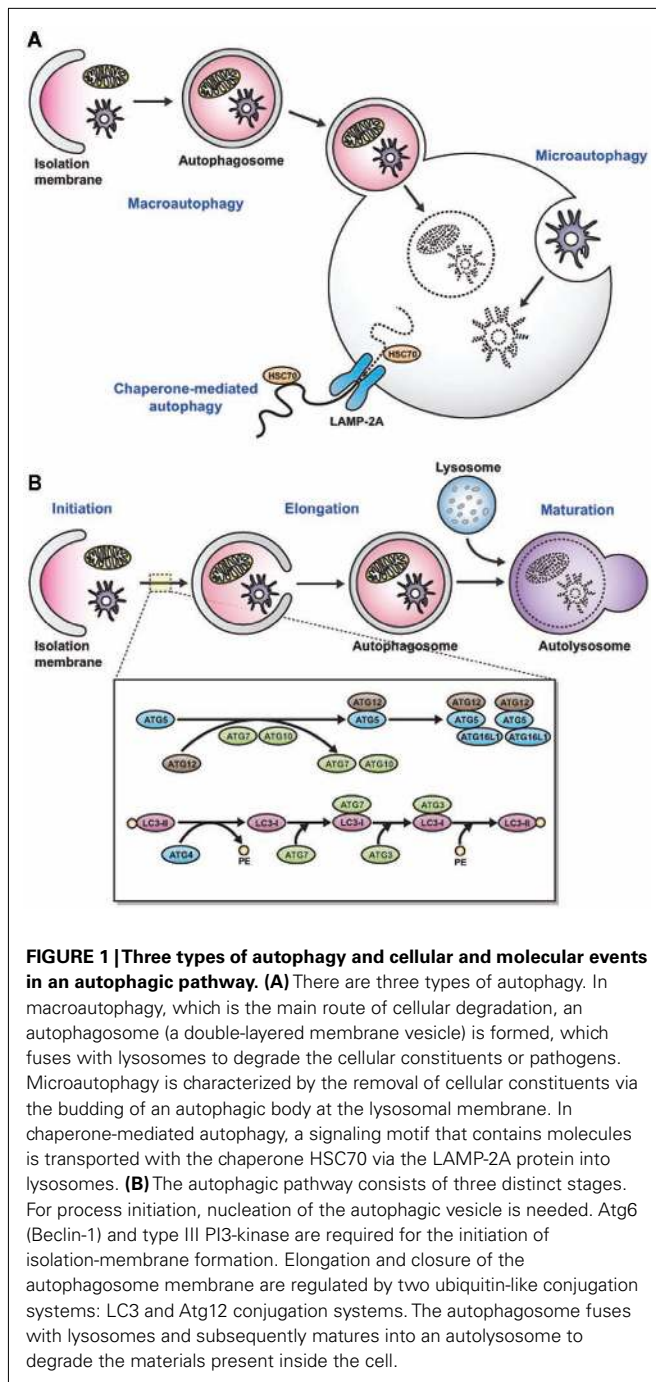 A
Isolation
membrane
Autophagosome
Macroautophagy
Microautophagy
HSC70
HSC70
Chaperone-mediated
autophagy
LAMP-2A
B
Initiation
Elongation
Lysosome
Maturation
Isolation
membrane
Autophagosome
Autolysosome
ATG5
ATG12
ATG5
ATG12 ATG12
ATG5 ATG5
ATG16L1 ATG16L1
ATG12
ATG7 ATG10
ATG7 ATG10
LC3-II
LC3-I
ATG7
LC3-I
ATG3
LC3-I
LC3-II
ATG4
PE
ATG7
ATG3
PE
FIGURE 1 | Three types of autophagy and cellular and molecular events
in an autophagic pathway. (A) There are three types of autophagy. In
macroautophagy, which is the main route of cellular degradation, an
autophagosome (a double-layered membrane vesicle) is formed, which
fuses with lysosomes to degrade the cellular constituents or pathogens.
Microautophagy is characterized by the removal of cellular constituents via
the budding of an autophagic body at the lysosomal membrane. In
chaperone-mediated autophagy, a signaling motif that contains molecules
is transported with the chaperone HSC70 via the LAMP-2A protein into
lysosomes. (B) The autophagic pathway consists of three distinct stages.
For process initiation, nucleation of the autophagic vesicle is needed. Atg6
(Beclin-1) and type III PI3-kinase are required for the initiation of
isolation-membrane formation. Elongation and closure of the
autophagosome membrane are regulated by two ubiquitin-like conjugation
systems: LC3 and Atg12 conjugation systems. The autophagosome fuses
with lysosomes and subsequently matures into an autolysosome to
degrade the materials present inside the cell.